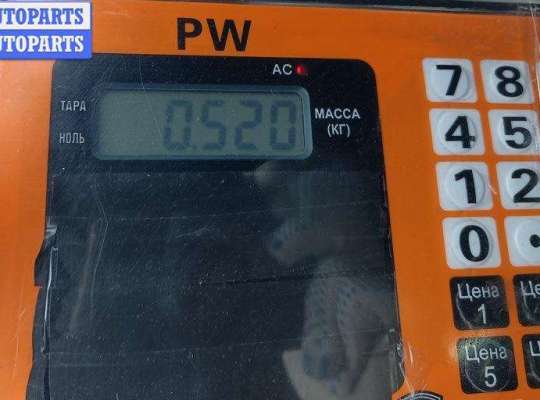 UTOPARTS
UTOPARTS
PW
AC
ТАРА
НОЛЬ
0.520
МАССА
(КГ)
7 8
4 5
1 2
0 •
Цена
1
Цена
5